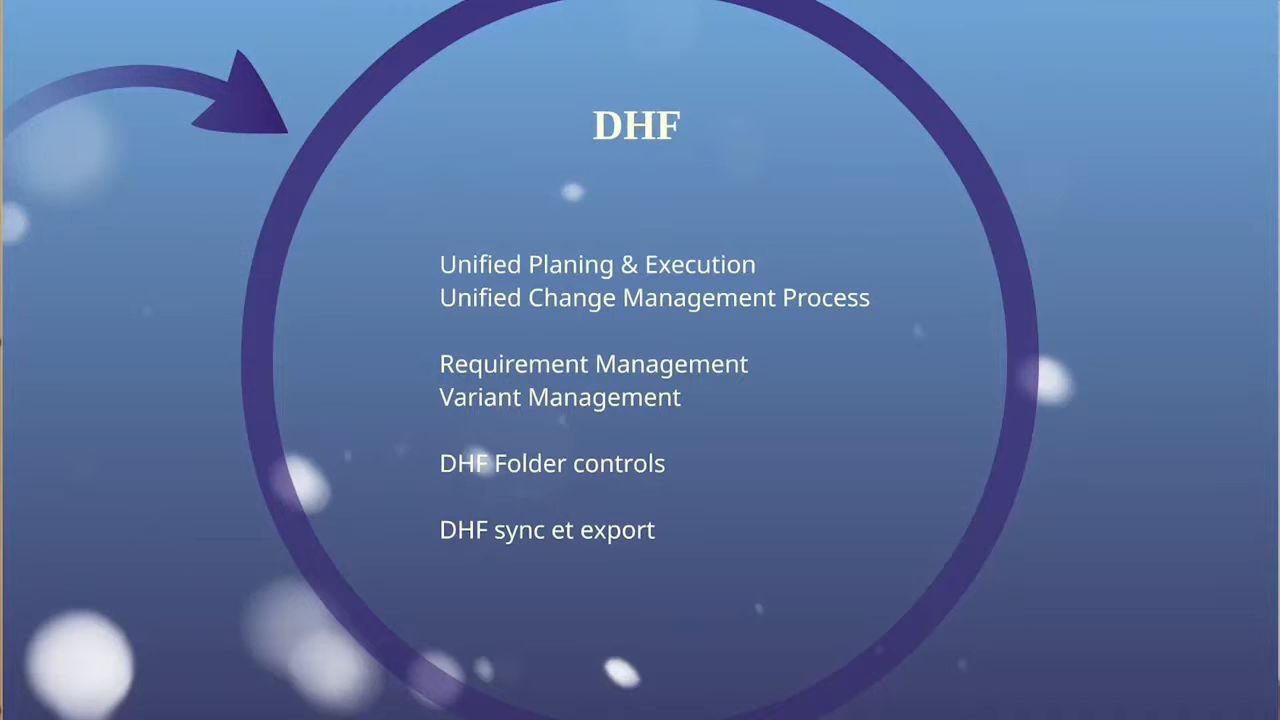 DHF
Unified Planing & Execution
Unified Change Management Process
Requirement Management
Variant Management
DHF Folder controls
DHF sync et export